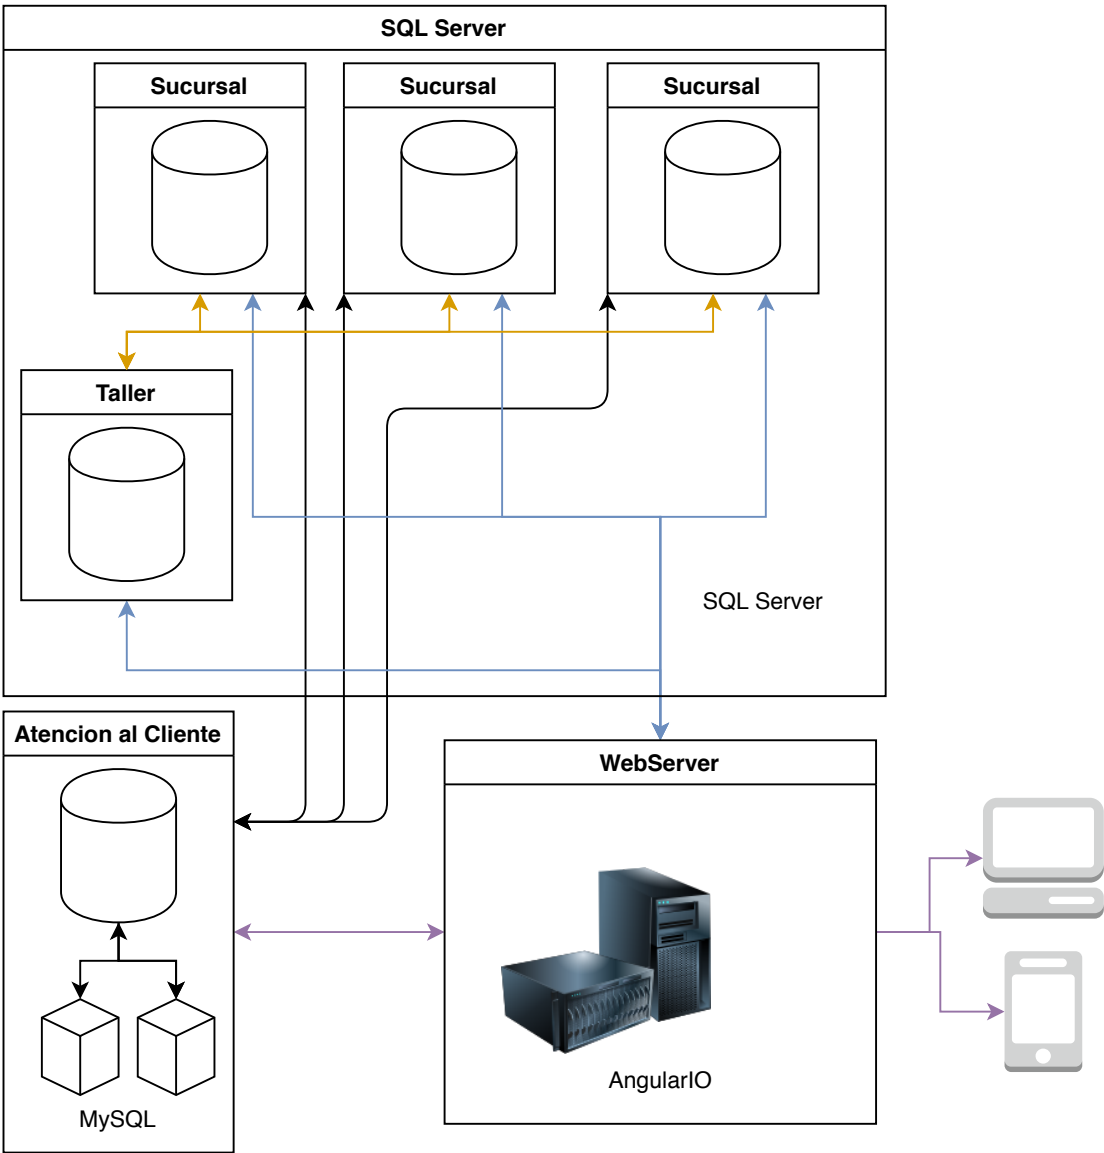 SQL Server
Sucursal
Sucursal
Sucursal
Taller
SQL Server
Atencion al Cliente
WebServer
AngularIO
MySQL